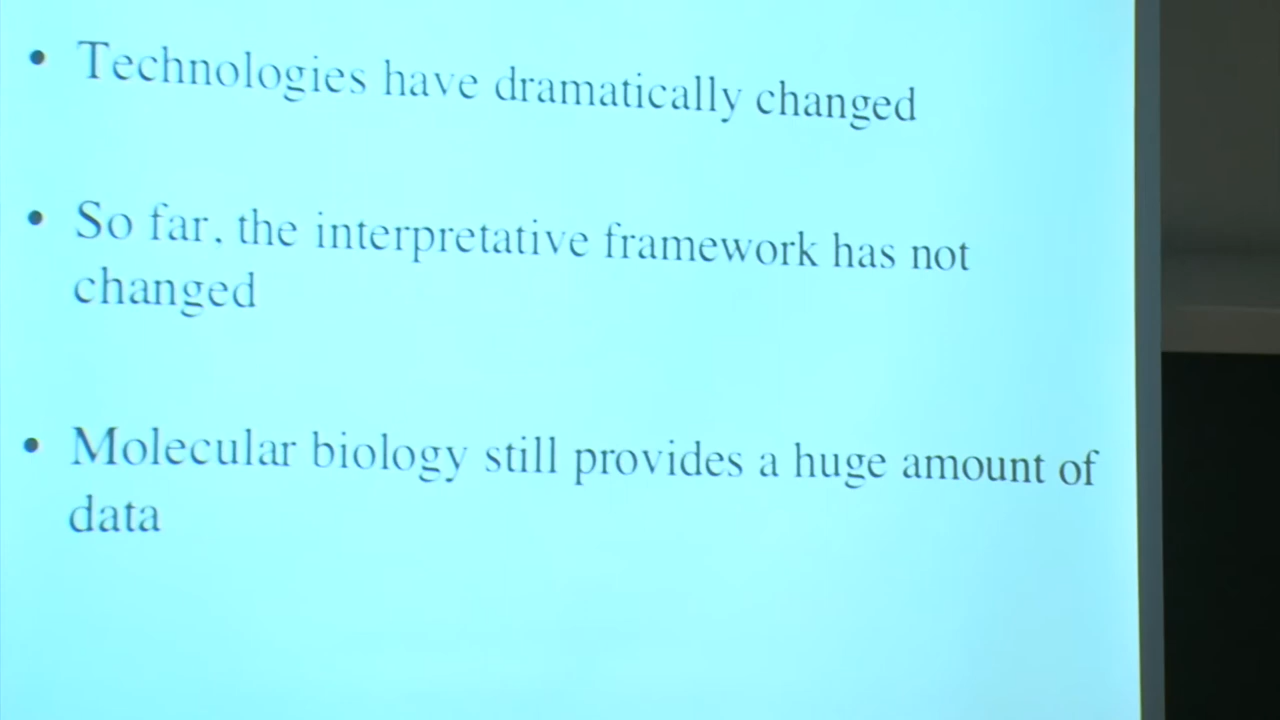 • Technologies have dramatically changed
• So far, the interpretative framework has not
changed
• Molecular biology still provides a huge amount of
data